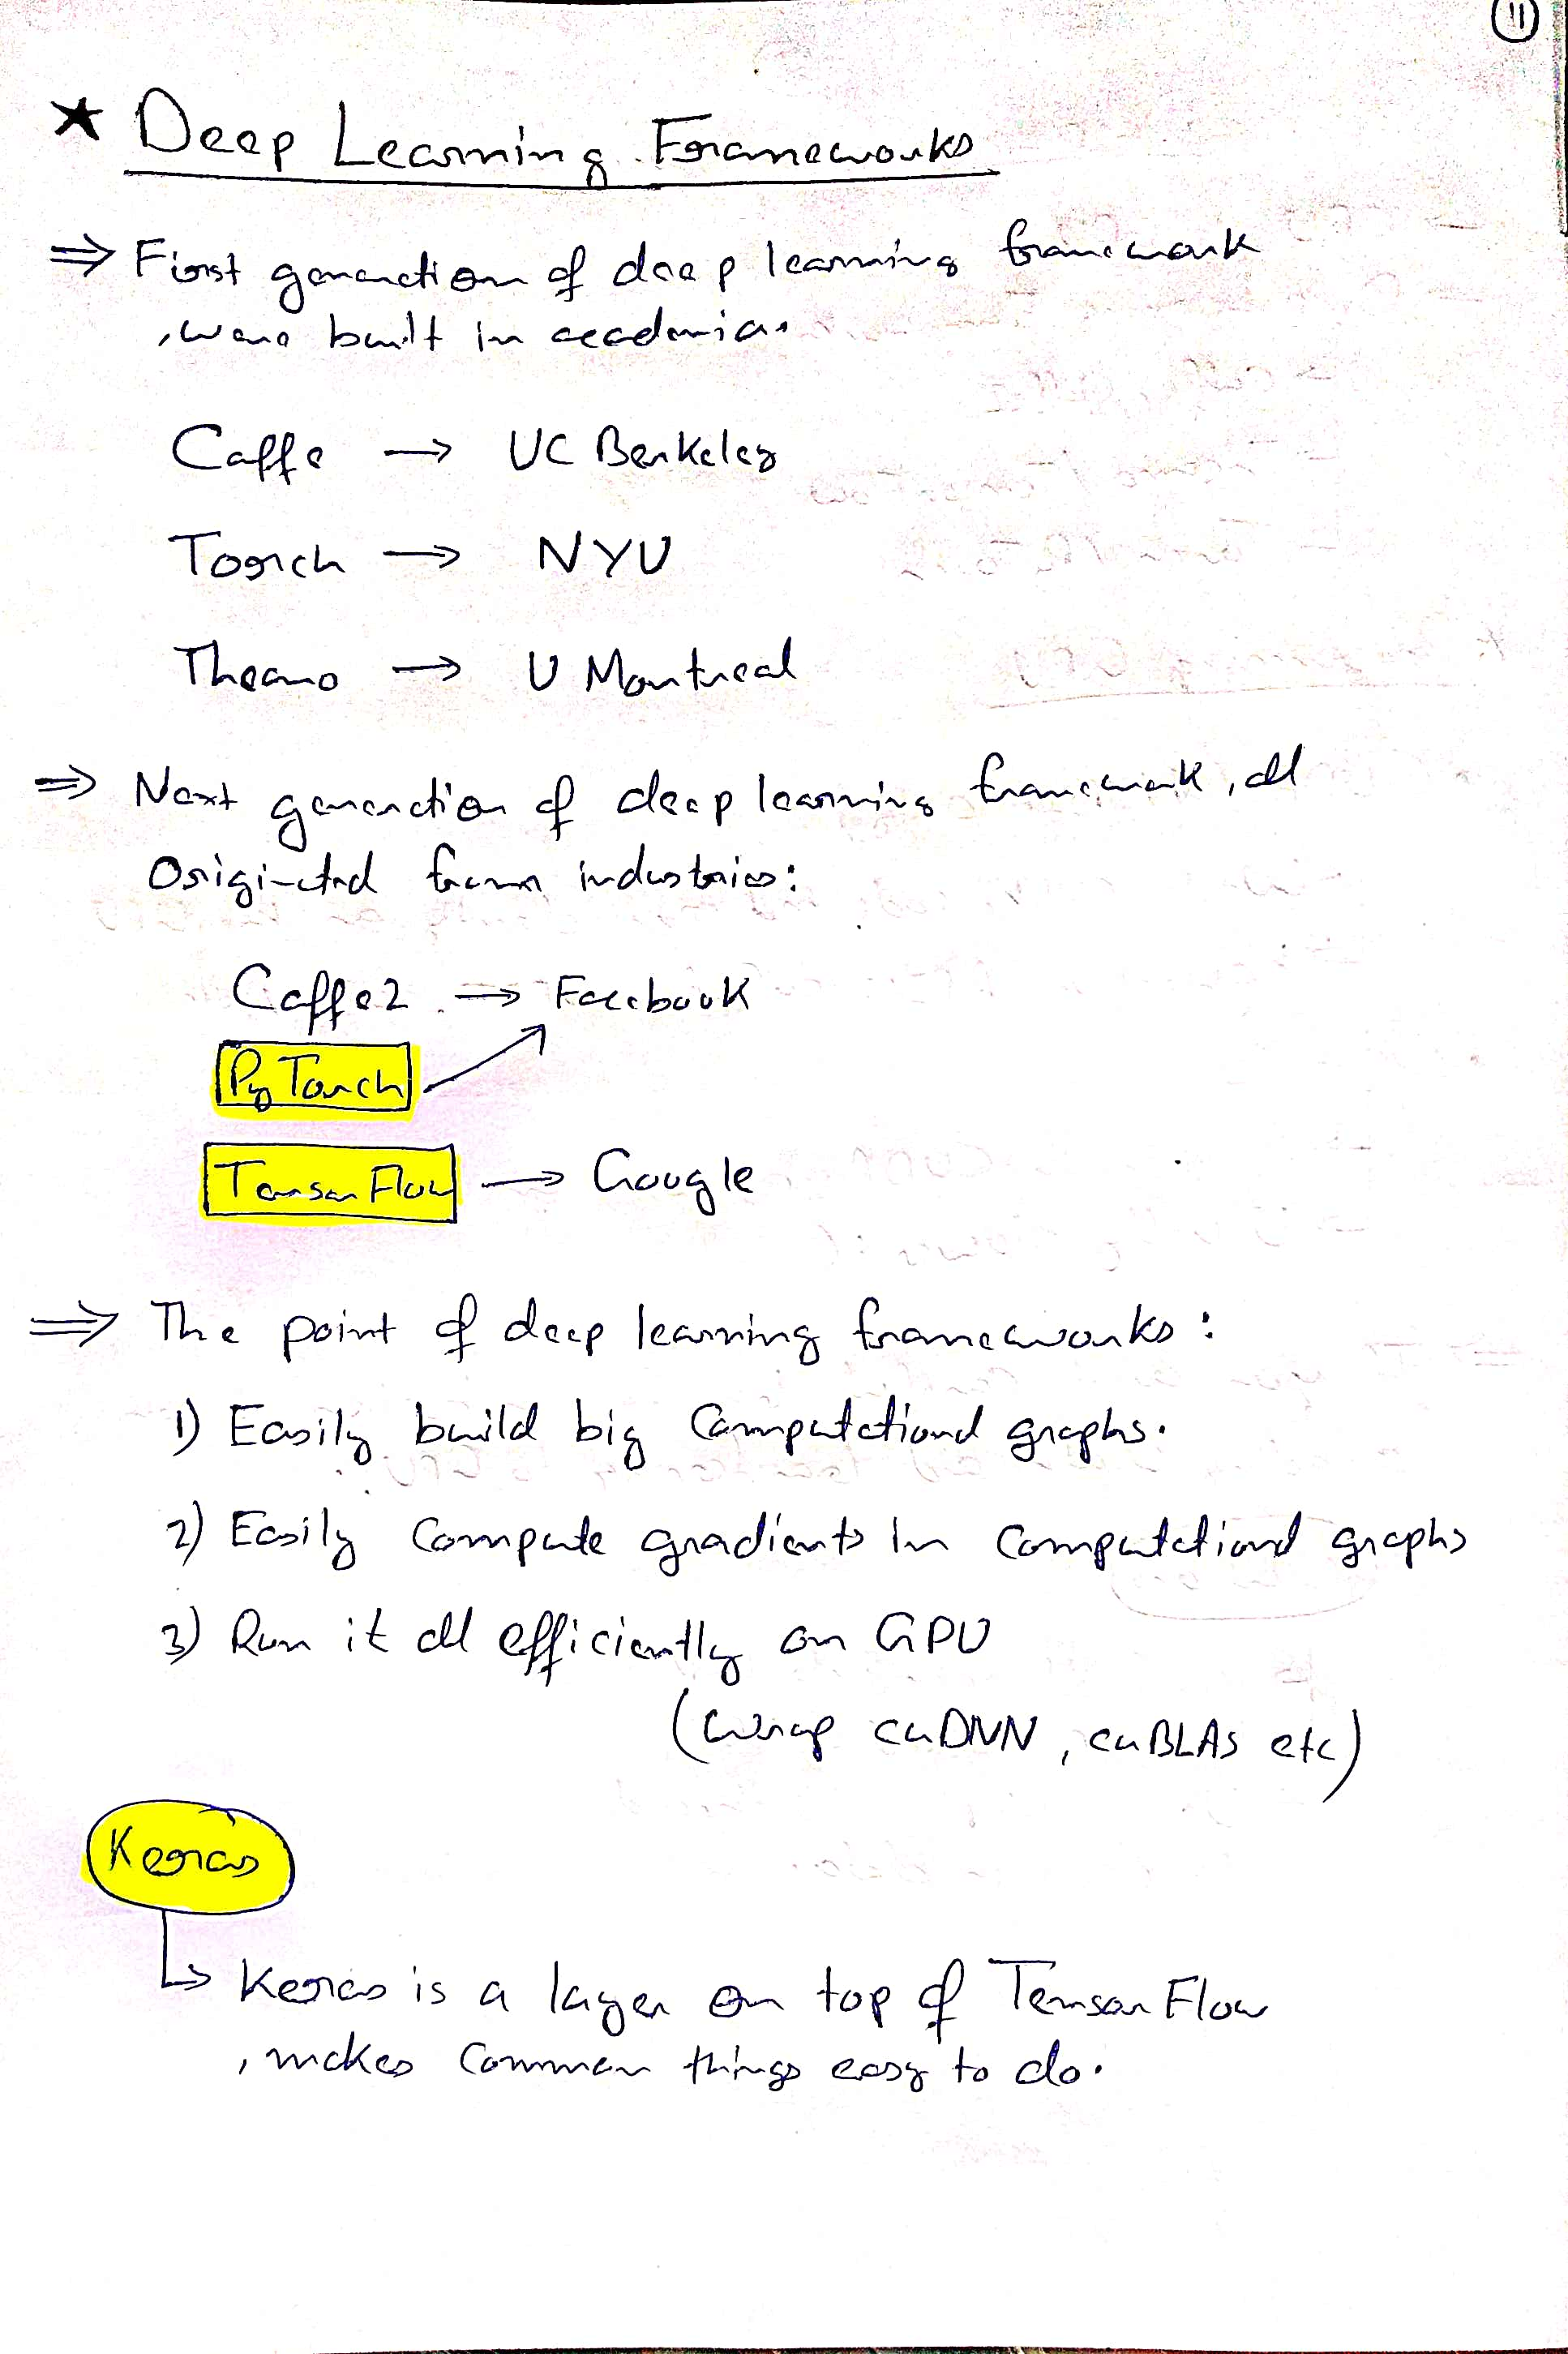 11
* Deep Learning Frameworks
⇒ First generation of deep learning framework
, were built in academia.
Caffe → UC Berkeley
Torch → NYU
Theano → U Montreal
⇒ Next generation of deep learning framework, all
Originated from industries:
Caffe2 → Facebook
PyTorch
TensorFlow → Google
⇒ The point of deep learning frameworks:
1) Easily build big Computational graphs.
2) Easily Compute gradients in Computational graphs
3) Run it all efficiently on GPU
(wrap cuDNN, cuBLAS etc)
Keras
↳ Keras is a layer on top of TensorFlow
, makes Common things easy to do.